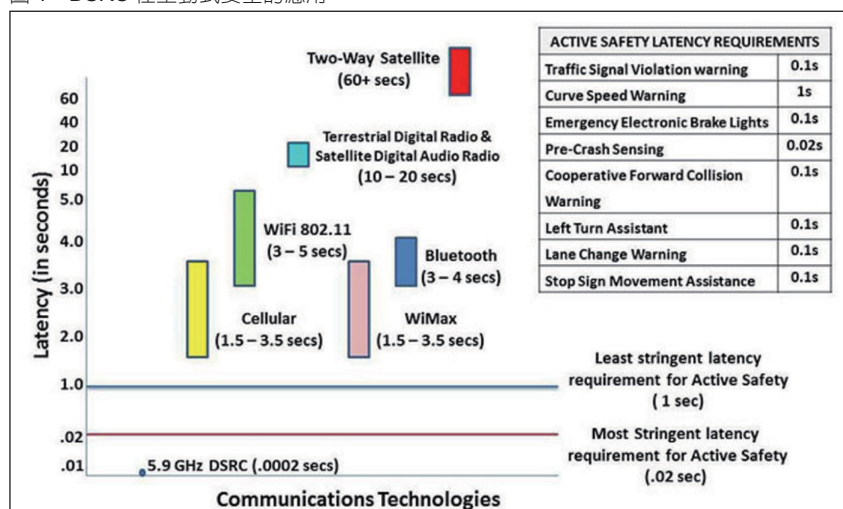 ACTIVE SAFETY LATENCY REQUIREMENTS
Traffic Signal Violation warning 0.1s
Curve Speed Warning 1s
Emergency Electronic Brake Lights 0.1s
Pre-Crash Sensing 0.02s
Cooperative Forward Collision 0.1s
Warning
Left Turn Assistant 0.1s
Lane Change Warning 0.1s
Stop Sign Movement Assistance 0.1s
Two-Way Satellite
(60+ secs)
Terrestrial Digital Radio &
Satellite Digital Audio Radio
(10 – 20 secs)
WiFi 802.11
(3 – 5 secs)
Bluetooth
(3 – 4 secs)
Cellular
(1.5 – 3.5 secs)
WiMax
(1.5 – 3.5 secs)
Least stringent latency
requirement for Active Safety
( 1 sec)
Most Stringent latency
requirement for Active Safety
(.02 sec)
5.9 GHz DSRC (.0002 secs)
Latency (in seconds)
60
40
20
10
5.0
4.0
3.0
2.0
1.0
.02
.01
Communications Technologies